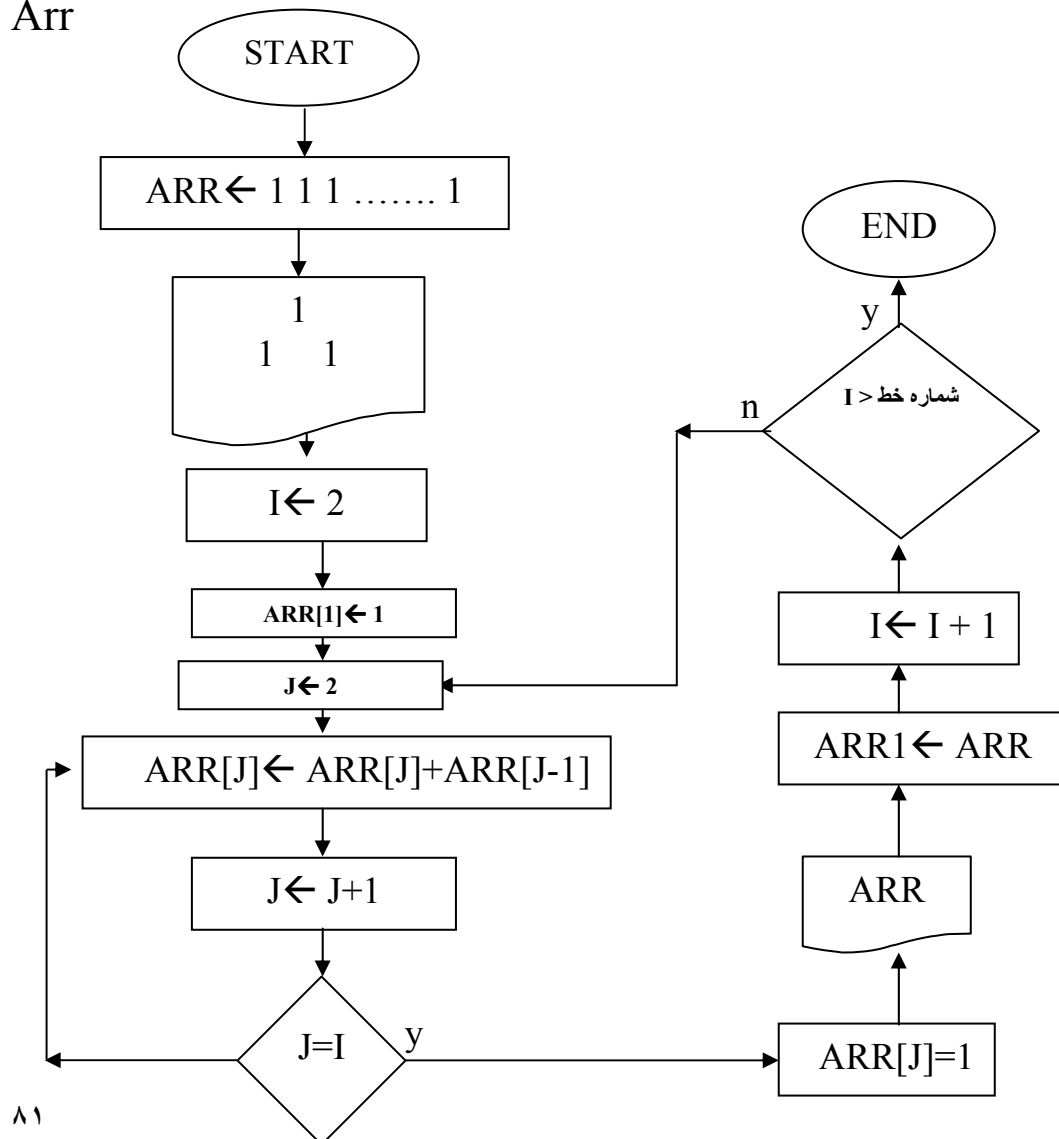 Arr
START
ARR← 1 1 1 ……. 1
1
1 1
I← 2
ARR[1]← 1
J← 2
ARR[J]← ARR[J]+ARR[J-1]
J← J+1
J=I
y
ARR[J]=1
ARR
ARR1← ARR
I← I + 1
شماره خط < I
n
y
END
۸۱